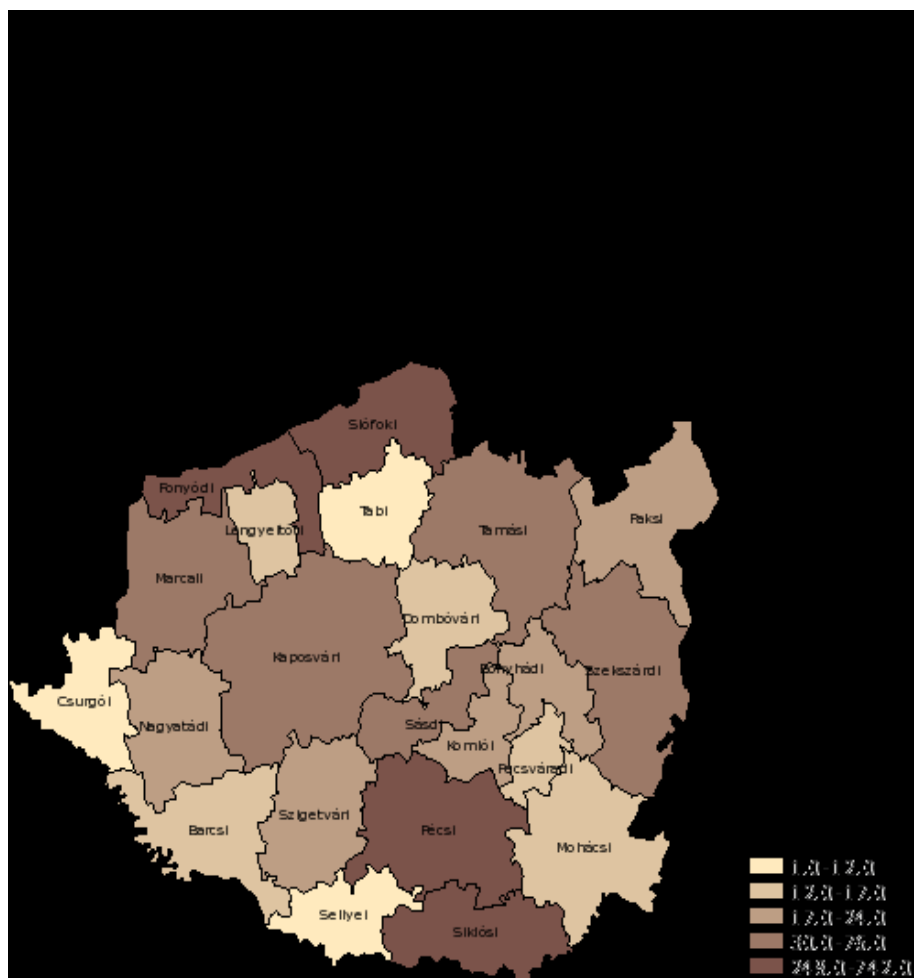 Siófoki
Fonyódi
Tabi
Lengyeltóti
Tamási
Paksi
Marcali
Dombóvári
Kaposvári
Bonyhádi
Szekszárdi
Csurgói
Nagyatádi
Sásdi
Komlói
Pécsváradi
Szigetvári
Barcsi
Pécsi
Mohácsi
Sellyei
Siklósi